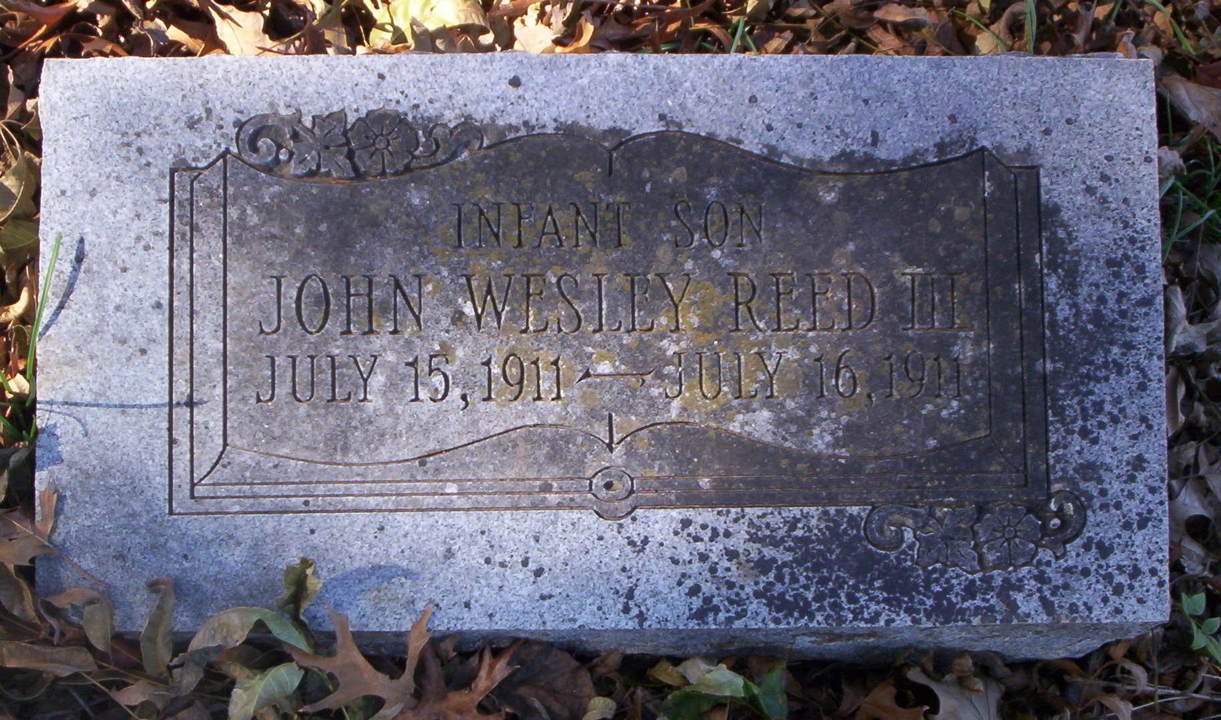 INFANT SON
JOHN WESLEY REED III
JULY 15, 1911 — JULY 16, 1911